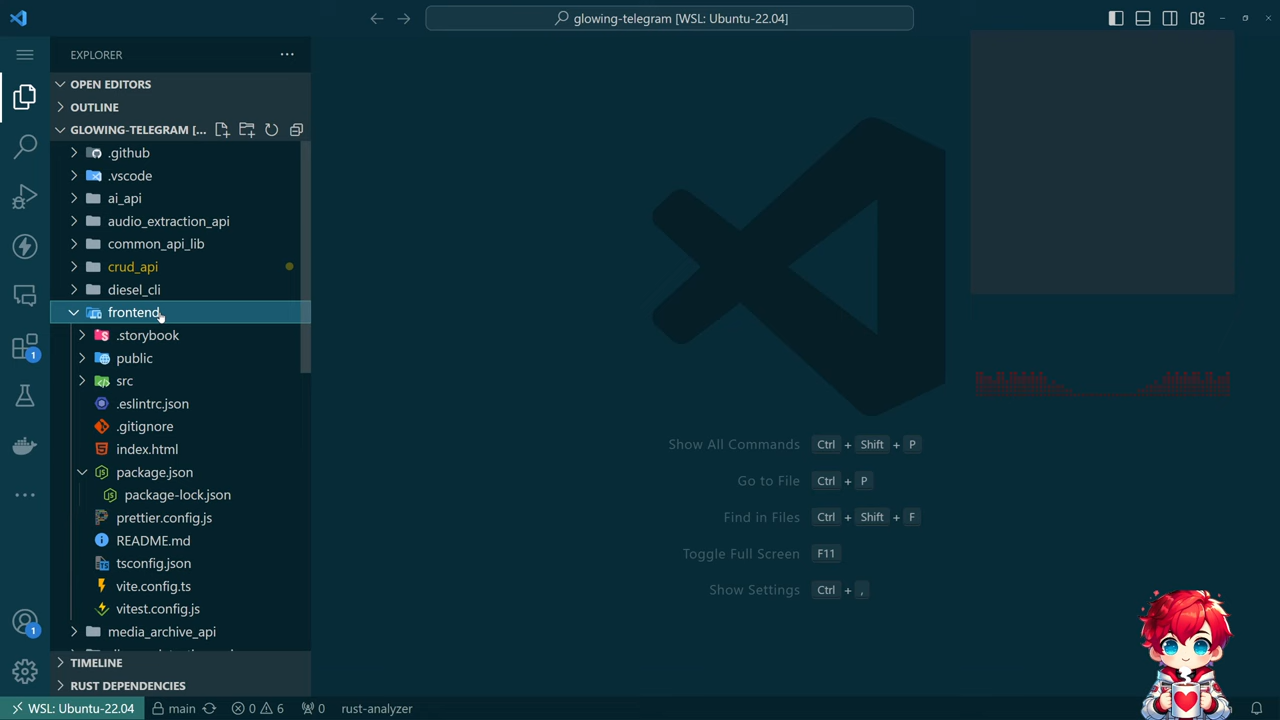 glowing-telegram [WSL: Ubuntu-22.04]
EXPLORER
OPEN EDITORS
OUTLINE
GLOWING-TELEGRAM [...
.github
.vscode
ai_api
audio_extraction_api
common_api_lib
crud_api
diesel_cli
frontend
.storybook
public
src
.eslintrc.json
.gitignore
index.html
package.json
package-lock.json
prettier.config.js
README.md
tsconfig.json
vite.config.ts
vitest.config.js
media_archive_api
TIMELINE
RUST DEPENDENCIES
Show All Commands Ctrl + Shift + P
Go to File Ctrl + P
Find in Files Ctrl + Shift + F
Toggle Full Screen F11
Show Settings Ctrl + ,
1
1
WSL: Ubuntu-22.04 main 0 6 0 rust-analyzer